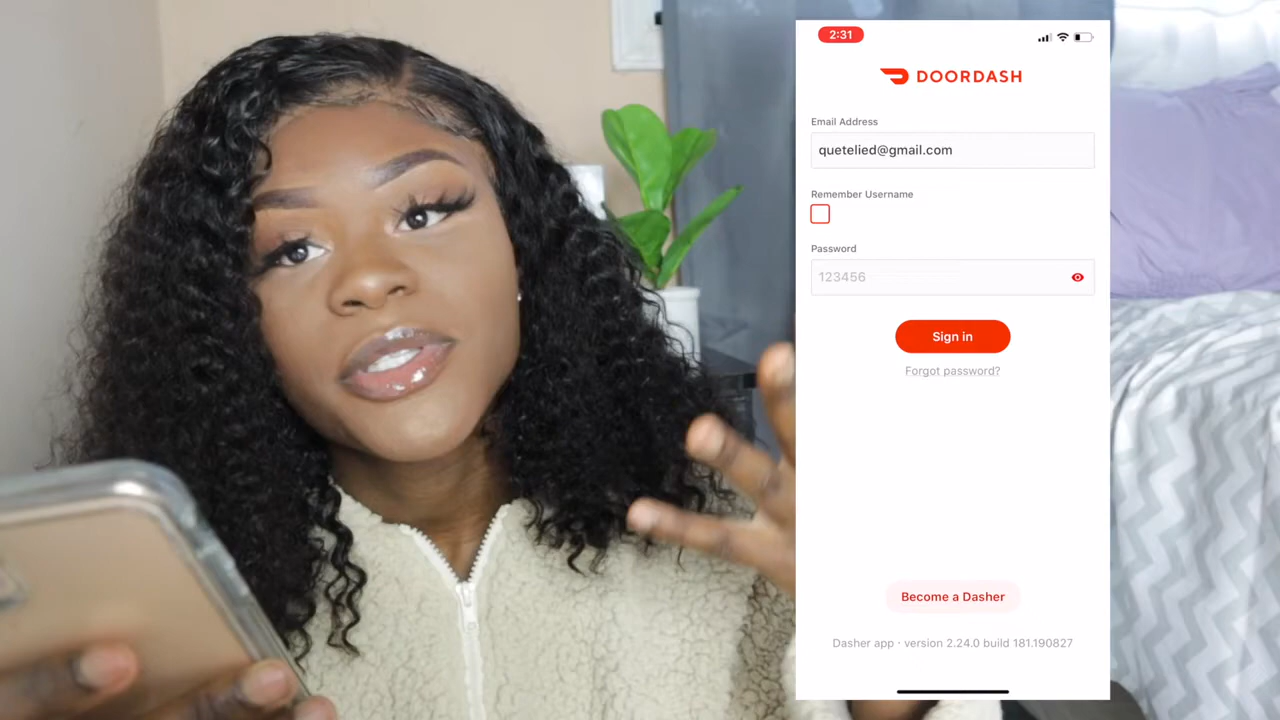 2:31
DOORDASH
Email Address
quetelied@gmail.com
Remember Username
Password
123456
Sign in
Forgot password?
Become a Dasher
Dasher app · version 2.24.0 build 181.190827